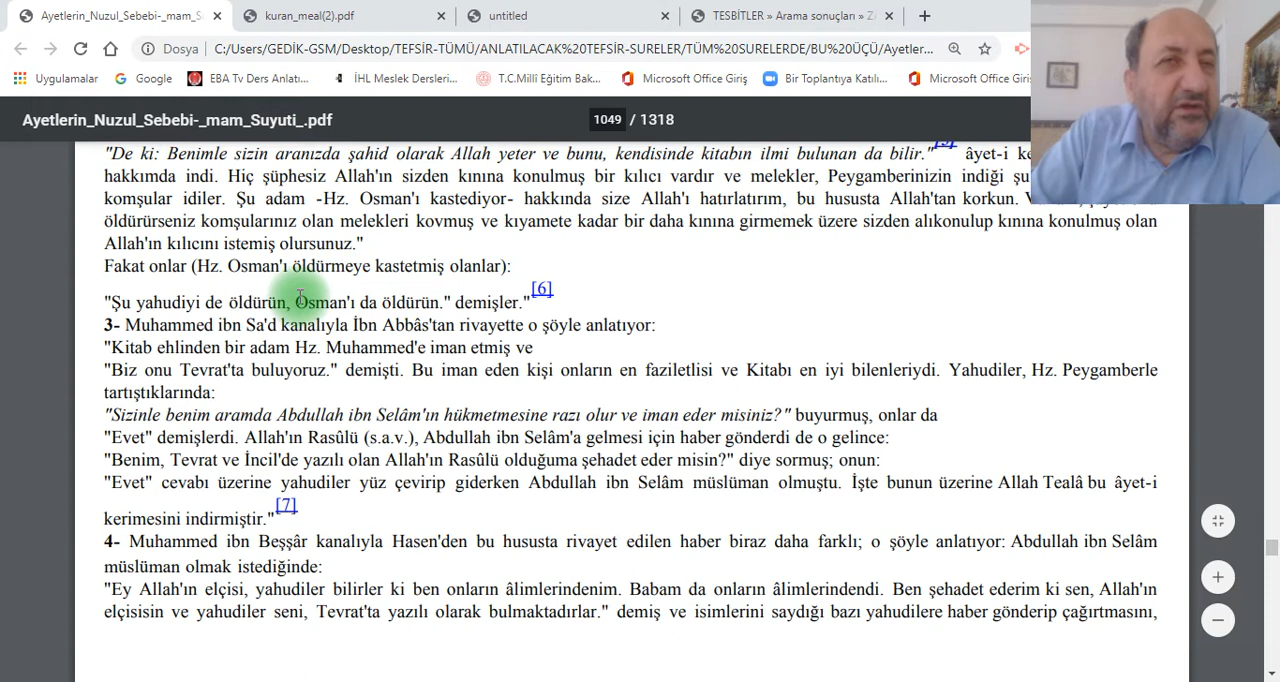 Ayetlerin_Nuzul_Sebebi-_mam_S
kuran_meal(2).pdf
untitled
TESBİTLER » Arama sonuçları »
Dosya
C:/Users/GEDİK-GSM/Desktop/TEFSİR-TÜMÜ/ANLATILACAK%20TEFSİR-SURELER/TÜM%20SURELERDE/BU%20ÜÇÜ/Ayetler...
Uygulamalar
Google
EBA Tv Ders Anlatı...
İHL Meslek Dersleri...
T.C.Millî Eğitim Bak...
Microsoft Office Giriş
Bir Toplantıya Katılı...
Microsoft Office Giri
Ayetlerin_Nuzul_Sebebi-_mam_Suyuti_.pdf
1049 / 1318
"De ki: Benimle sizin aranızda şahid olarak Allah yeter ve bunu, kendisinde kitabın ilmi bulunan da bilir." âyet-i
hakkımda indi. Hiç şüphesiz Allah'ın sizden kınına konulmuş bir kılıcı vardır ve melekler, Peygamberinizin indiği şu
komşular idiler. Şu adam -Hz. Osman'ı kastediyor- hakkında size Allah'ı hatırlatırım, bu hususta Allah'tan korkun.
öldürürseniz komşularınız olan melekleri kovmuş ve kıyamete kadar bir daha kınına girmemek üzere sizden alıkonulup kınına konulmuş olan
Allah'ın kılıcını istemiş olursunuz."
Fakat onlar (Hz. Osman'ı öldürmeye kastetmiş olanlar):
"Şu yahudiyi de öldürün, Osman'ı da öldürün." demişler." [6]
3- Muhammed ibn Sa'd kanalıyla İbn Abbâs'tan rivayette o şöyle anlatıyor:
"Kitab ehlinden bir adam Hz. Muhammed'e iman etmiş ve
"Biz onu Tevrat'ta buluyoruz." demişti. Bu iman eden kişi onların en faziletlisi ve Kitabı en iyi bilenleriydi. Yahudiler, Hz. Peygamberle
tartıştıklarında:
"Sizinle benim aramda Abdullah ibn Selâm'ın hükmetmesine razı olur ve iman eder misiniz?" buyurmuş, onlar da
"Evet" demişlerdi. Allah'ın Rasûlü (s.a.v.), Abdullah ibn Selâm'a gelmesi için haber gönderdi de o gelince:
"Benim, Tevrat ve İncil'de yazılı olan Allah'ın Rasulü olduğuma şehadet eder misin?" diye sormuş; onun:
"Evet" cevabı üzerine yahudiler yüz çevirip giderken Abdullah ibn Selâm müslüman olmuştu. İşte bunun üzerine Allah Tealâ bu âyet-i
kerimesini indirmiştir." [7]
4- Muhammed ibn Beşşâr kanalıyla Hasen'den bu hususta rivayet edilen haber biraz daha farklı; o şöyle anlatıyor: Abdullah ibn Selâm
müslüman olmak istediğinde:
"Ey Allah'ın elçisi, yahudiler bilirler ki ben onların âlimlerindenim. Babam da onların âlimlerindendi. Ben şehadet ederim ki sen, Allah'ın
elçisisin ve yahudiler seni, Tevrat'ta yazılı olarak bulmaktadırlar." demiş ve isimlerini saydığı bazı yahudilere haber gönderip çağırtmasını,